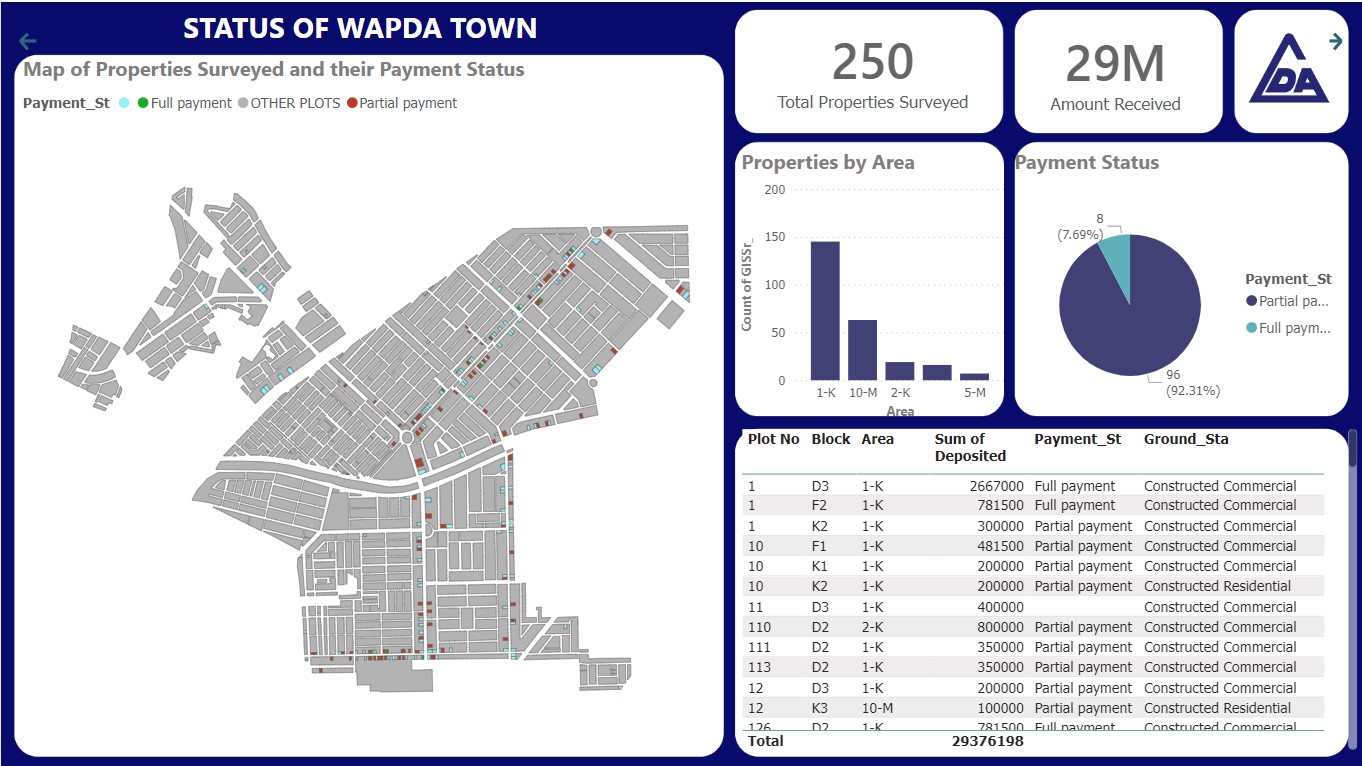 STATUS OF WAPDA TOWN
Map of Properties Surveyed and their Payment Status
Payment_St Full payment OTHER PLOTS Partial payment
250
Total Properties Surveyed
29M
Amount Received
LDA
Properties by Area
200
150
100
50
0
Count of GISSr_
1-K 10-M 2-K 5-M
Area
Payment Status
8
(7.69%)
96
(92.31%)
Payment_St
Partial pa...
Full paym...
Plot No Block Area Sum of Deposited Payment_St Ground_Sta
1 D3 1-K 2667000 Full payment Constructed Commercial
1 F2 1-K 781500 Full payment Constructed Commercial
1 K2 1-K 300000 Partial payment Constructed Commercial
10 F1 1-K 481500 Partial payment Constructed Commercial
10 K1 1-K 200000 Partial payment Constructed Commercial
10 K2 1-K 200000 Partial payment Constructed Residential
11 D3 1-K 400000 Constructed Commercial
110 D2 2-K 800000 Partial payment Constructed Commercial
111 D2 1-K 350000 Partial payment Constructed Commercial
113 D2 1-K 350000 Partial payment Constructed Commercial
12 D3 1-K 200000 Partial payment Constructed Commercial
12 K3 10-M 100000 Partial payment Constructed Residential
126 D2 1-K 781500 Full payment Constructed Commercial
Total 29376198